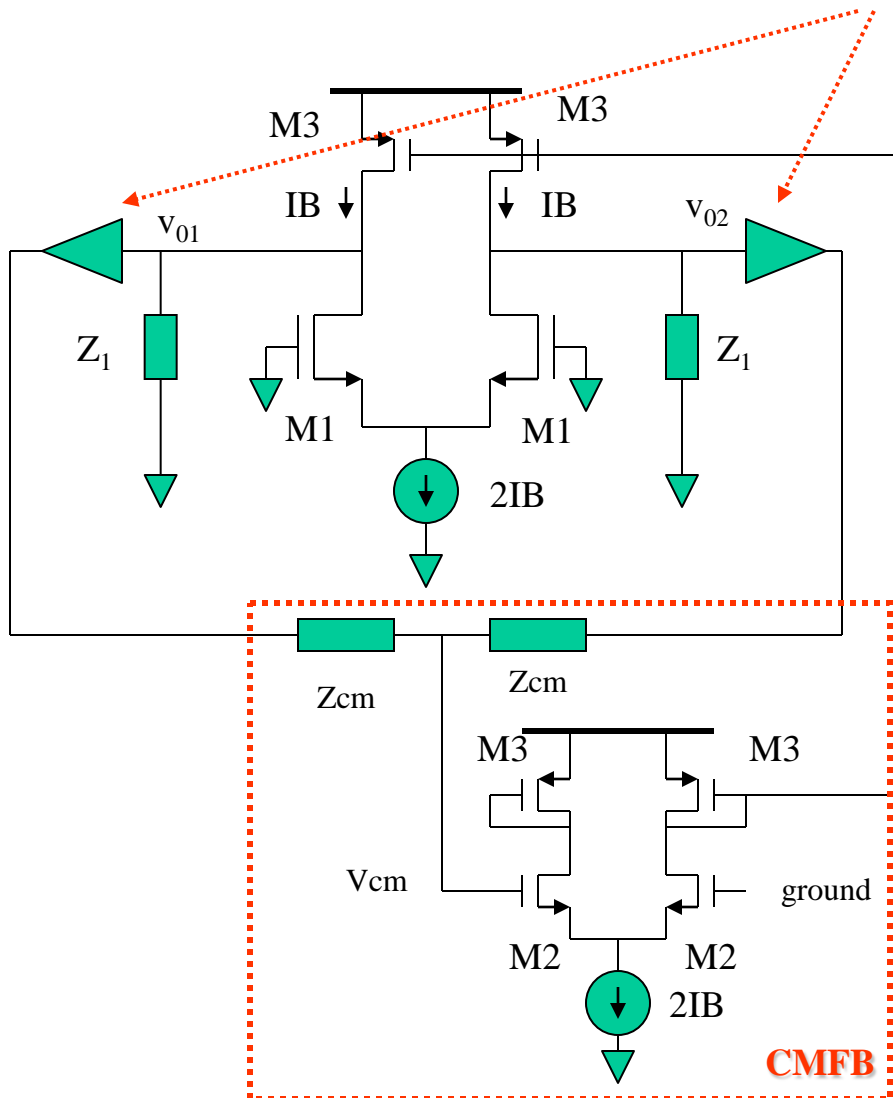 M3 M3
IB IB
v01 v02
Z1 Z1
M1 M1
2IB
Zcm Zcm
M3 M3
Vcm ground
M2 M2
2IB
CMFB